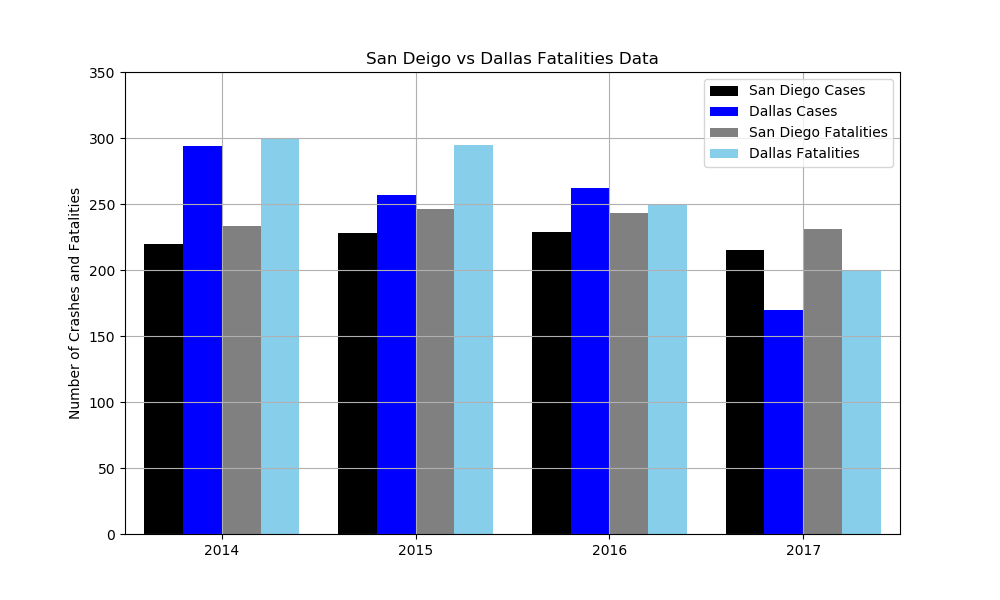 San Deigo vs Dallas Fatalities Data
350
300
250
200
150
100
50
0
Number of Crashes and Fatalities
San Diego Cases
Dallas Cases
San Diego Fatalities
Dallas Fatalities
2014
2015
2016
2017